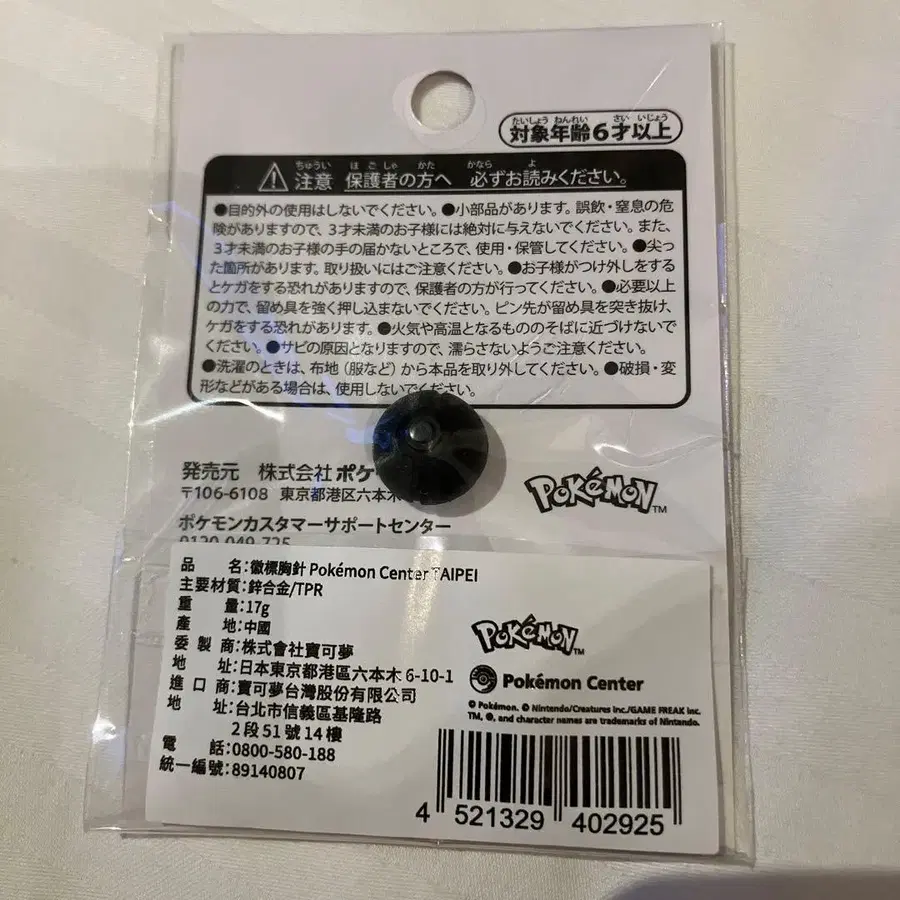 たいしょう ねんれい さい いじょう
対象年齢6才以上
ちゅうい ほごしゃ かた かなら よ
注意 保護者の方へ 必ずお読みください。
●目的外の使用はしないでください。●小部品があります。誤飲・窒息の危
険がありますので、3才未満のお子様には絶対に与えないでください。また、
3才未満のお子様の手の届かないところで、使用・保管してください。●尖っ
た箇所があります。取り扱いにはご注意ください。●お子様がつけ外しをする
とケガをする恐れがありますので、保護者の方が行ってください。●必要以上
の力で、留め具を強く押し込まないでください。ピン先が留め具を突き抜け、
ケガをする恐れがあります。●火気や高温となるもののそばに近づけないで
ください。●サビの原因となりますので、濡らさないようご注意ください。
●洗濯のときは、布地（服など）から本品を取り外してください。●破損・変
形などがある場合は、使用しないでください。
発売元 株式会社ポケ
〒106-6108 東京都港区六本木
ポケモンカスタマーサポートセンター
0120-049-725
POKéMON™
品名:徽標胸針 Pokémon Center TAIPEI
主要材質:鋅合金/TPR
重量:17g
產地:中國
委製商:株式會社寶可夢
地址:日本東京都港區六本木 6-10-1
進口商:寶可夢台灣股份有限公司
地址:台北市信義區基隆路
2段51號14樓
電話:0800-580-188
統一編號:89140807
POKéMON™
Pokémon Center
© Pokémon. © Nintendo/Creatures Inc./GAME FREAK inc.
TM, ®, and character names are trademarks of Nintendo.
4 521329 402925